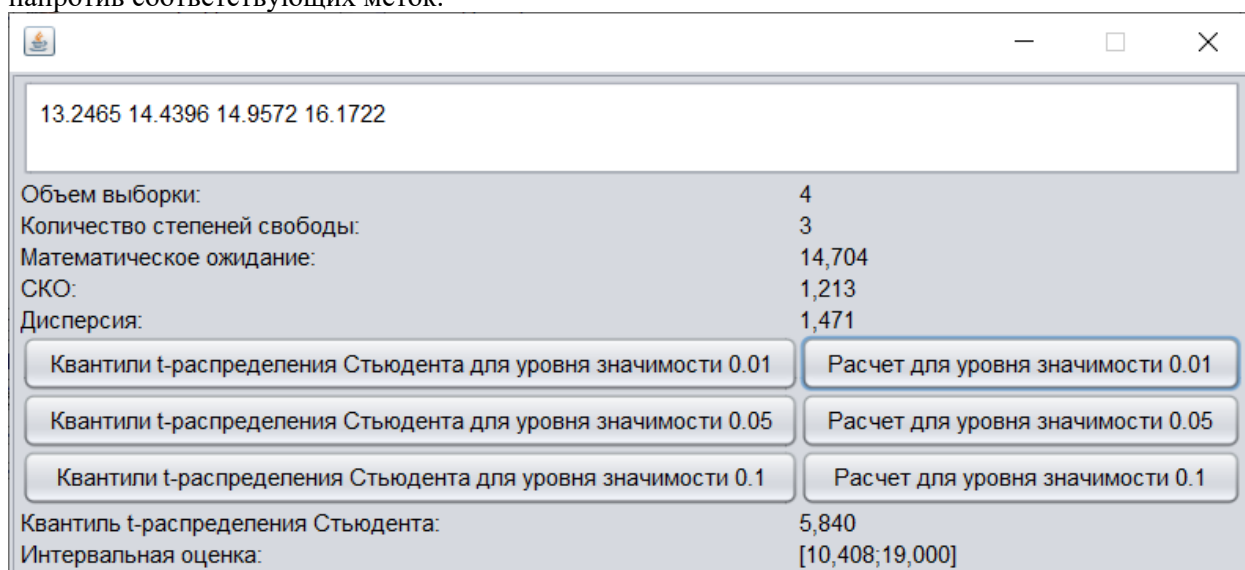 напротив соответствующих меток.
13.2465 14.4396 14.9572 16.1722
Объем выборки: 4
Количество степеней свободы: 3
Математическое ожидание: 14,704
СКО: 1,213
Дисперсия: 1,471
Квантили t-распределения Стьюдента для уровня значимости 0.01 Расчет для уровня значимости 0.01
Квантили t-распределения Стьюдента для уровня значимости 0.05 Расчет для уровня значимости 0.05
Квантили t-распределения Стьюдента для уровня значимости 0.1 Расчет для уровня значимости 0.1
Квантиль t-распределения Стьюдента: 5,840
Интервальная оценка: [10,408;19,000]